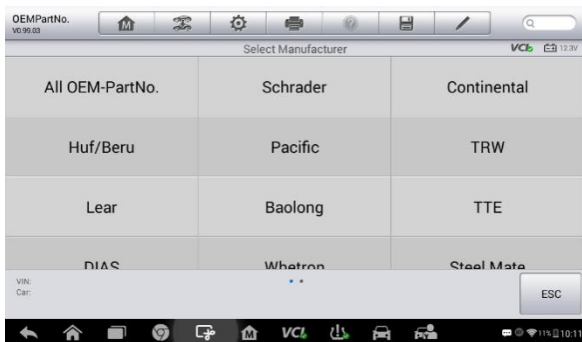 OEMPartNo.
V0.99.03
Select Manufacturer
VCI 12.3V
All OEM-PartNo. Schrader Continental
Huf/Beru Pacific TRW
Lear Baolong TTE
DIAS Whetron Steel Mate
VIN:
Car:
ESC
VCI 11% 10:11